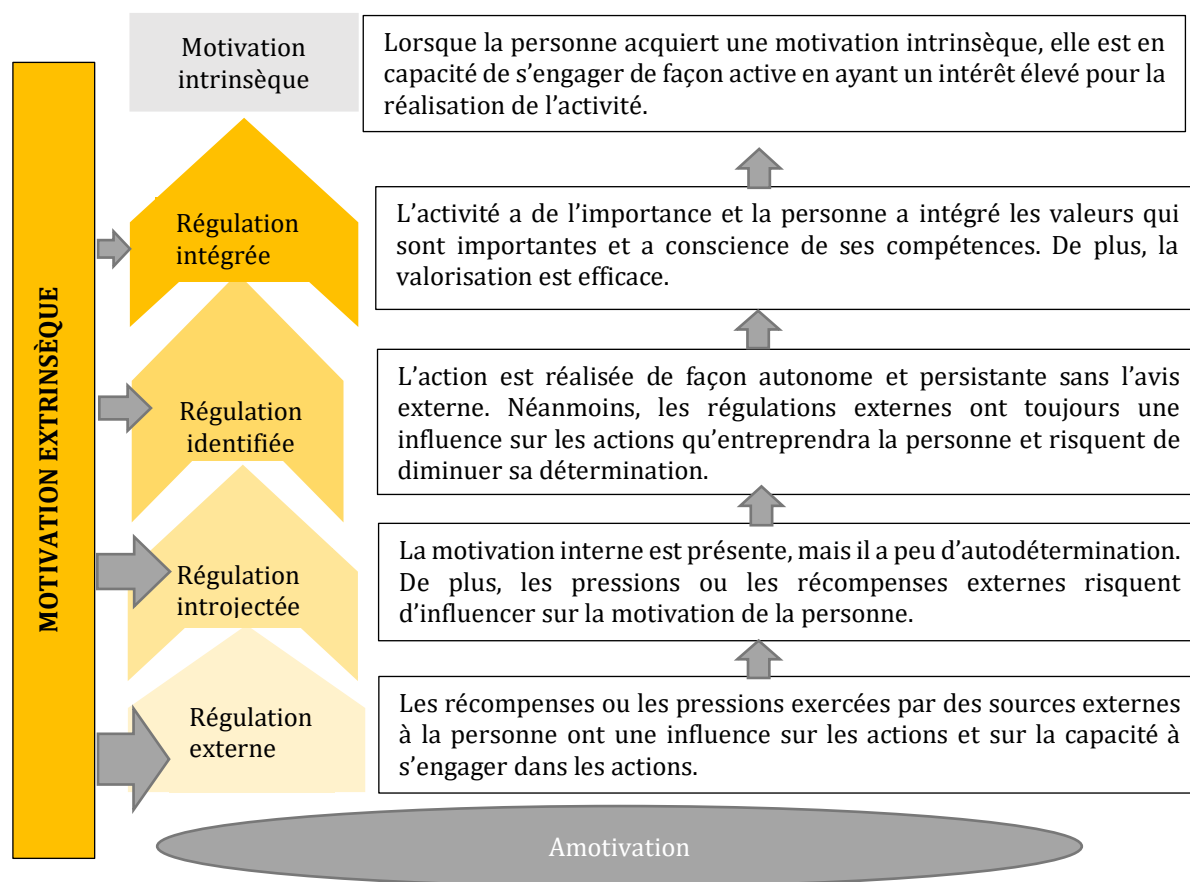 Motivation
intrinsèque
Lorsque la personne acquiert une motivation intrinsèque, elle est en
capacité de s’engager de façon active en ayant un intérêt élevé pour la
réalisation de l’activité.
MOTIVATION EXTRINSÈQUE
Régulation
intégrée
L’activité a de l’importance et la personne a intégré les valeurs qui
sont importantes et a conscience de ses compétences. De plus, la
valorisation est efficace.
Régulation
identifiée
L’action est réalisée de façon autonome et persistante sans l’avis
externe. Néanmoins, les régulations externes ont toujours une
influence sur les actions qu’entreprendra la personne et risquent de
diminuer sa détermination.
Régulation
introjectée
La motivation interne est présente, mais il a peu d’autodétermination.
De plus, les pressions ou les récompenses externes risquent
d’influencer sur la motivation de la personne.
Régulation
externe
Les récompenses ou les pressions exercées par des sources externes
à la personne ont une influence sur les actions et sur la capacité à
s’engager dans les actions.
Amotivation